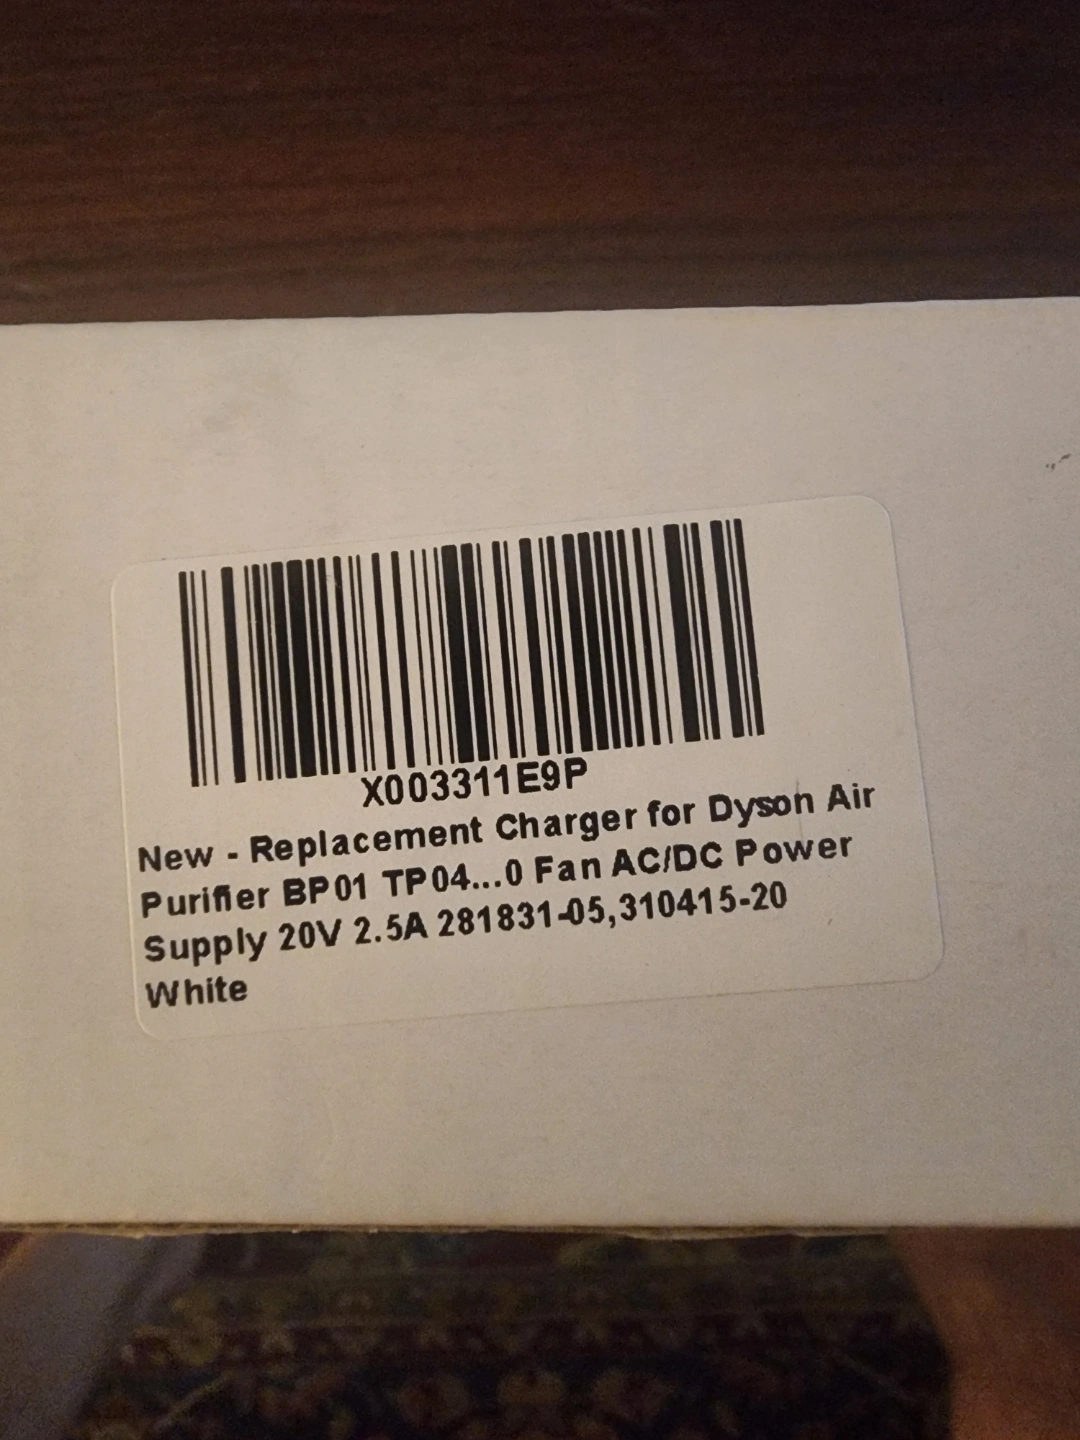 X003311E9P
New - Replacement Charger for Dyson Air
Purifier BP01 TP04...0 Fan AC/DC Power
Supply 20V 2.5A 281831-05,310415-20
White